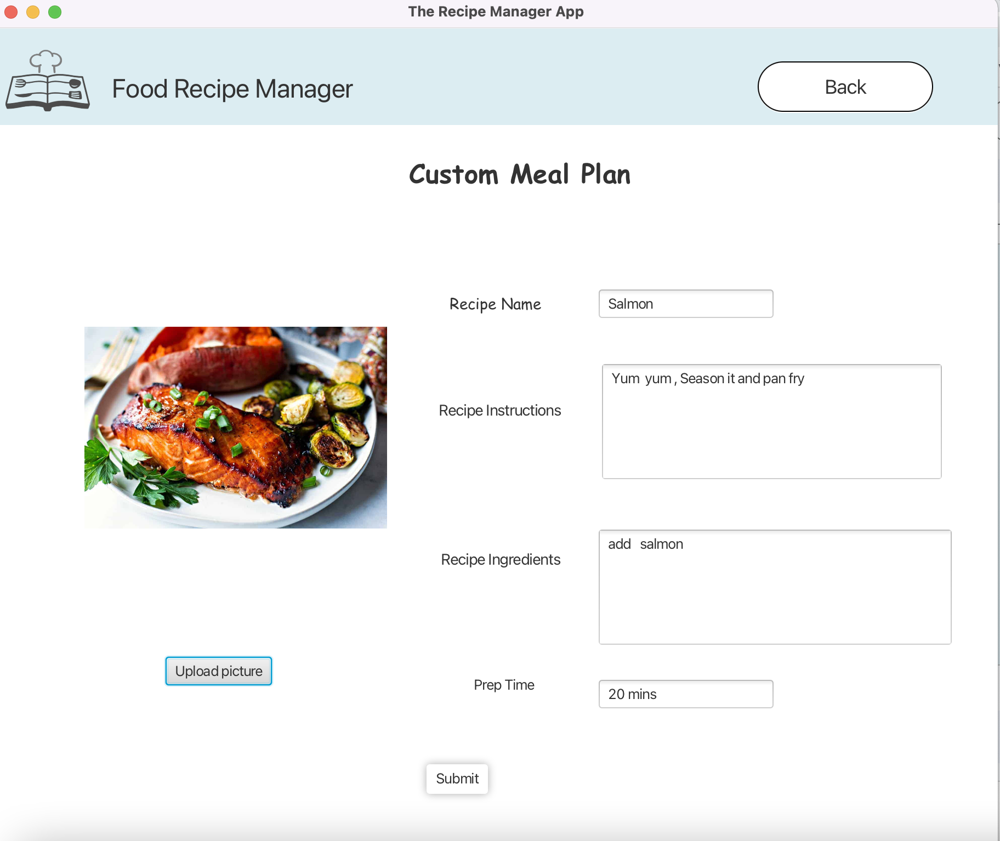 The Recipe Manager App
Food Recipe Manager
Back
Custom Meal Plan
Recipe Name
Salmon
Recipe Instructions
Yum yum , Season it and pan fry
Recipe Ingredients
add salmon
Upload picture
Prep Time
20 mins
Submit